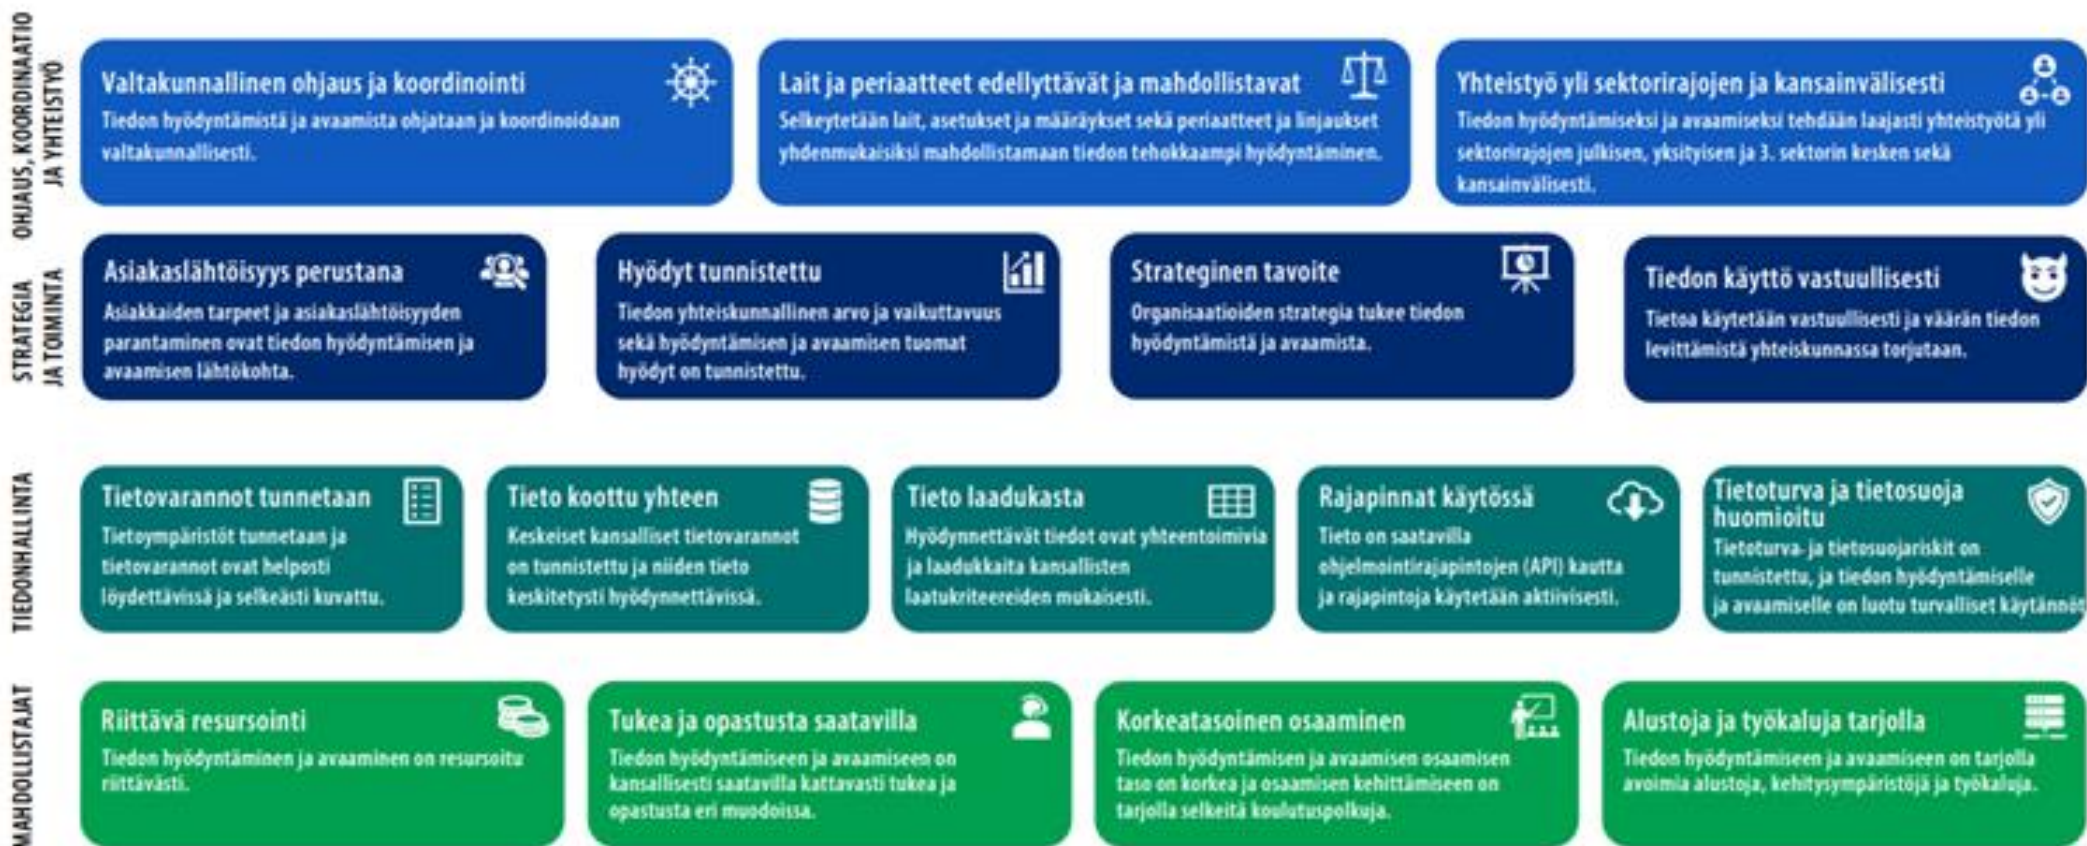 OHJAUS, KOORDINAATIO
JA YHTEISTYÖ
Valtakunnallinen ohjaus ja koordinointi
Tiedon hyödyntämistä ja avaamista ohjataan ja koordinoidaan
valtakunnallisesti.
Lait ja periaatteet edellyttävät ja mahdollistavat
Selkeytetään lait, asetukset ja määräykset sekä periaatteet ja linjaukset
yhdenmukaisiksi mahdollistamaan tiedon tehokkaampi hyödyntäminen.
Yhteistyö yli sektorirajojen ja kansainvälisesti
Tiedon hyödyntämiseksi ja avaamiseksi tehdään laajasti yhteistyötä yli
sektorirajojen julkisen, yksityisen ja 3. sektorin kesken sekä
kansainvälisesti.
STRATEGIA
JA TOIMINTA
Asiakaslähtöisyys perustana
Asiakkaiden tarpeet ja asiakaslähtöisyyden
parantaminen ovat tiedon hyödyntämisen ja
avaamisen lähtökohta.
Hyödyt tunnistettu
Tiedon yhteiskunnallinen arvo ja vaikuttavuus
sekä hyödyntämisen ja avaamisen tuomat
hyödyt on tunnistettu.
Strateginen tavoite
Organisaatioiden strategia tukee tiedon
hyödyntämistä ja avaamista.
Tiedon käyttö vastuullisesti
Tietoa käytetään vastuullisesti ja väärän tiedon
levittämistä yhteiskunnassa torjutaan.
TIEDONHALLINTA
Tietovarannot tunnetaan
Tietoympäristöt tunnetaan ja
tietovarannot ovat helposti
löydettävissä ja selkeästi kuvattu.
Tieto koottu yhteen
Keskeiset kansalliset tietovarannot
on tunnistettu ja niiden tieto
keskitetysti hyödynnettävissä.
Tieto laadukasta
Hyödynnettävät tiedot ovat yhteentoimivia
ja laadukkaita kansallisten
laatukriteereiden mukaisesti.
Rajapinnat käytössä
Tieto on saatavilla
ohjelmointirajapintojen (API) kautta
ja rajapintoja käytetään aktiivisesti.
Tietoturva ja tietosuoja
huomioitu
Tietoturva- ja tietosuojariskit on
tunnistettu, ja tiedon hyödyntämiselle
ja avaamiselle on luotu turvalliset käytännöt
MAHDOLLISTAJAT
Riittävä resursointi
Tiedon hyödyntäminen ja avaaminen on resursoitu
riittävästi.
Tukea ja opastusta saatavilla
Tiedon hyödyntämiseen ja avaamiseen on
kansallisesti saatavilla kattavasti tukea ja
opastusta eri muodoissa.
Korkeatasoinen osaaminen
Tiedon hyödyntämisen ja avaamisen osaamisen
taso on korkea ja osaamisen kehittämiseen on
tarjolla selkeitä koulutuspolkuja.
Alustoja ja työkaluja tarjolla
Tiedon hyödyntämiseen ja avaamiseen on tarjolla
avoimia alustoja, kehitysympäristöjä ja työkaluja.